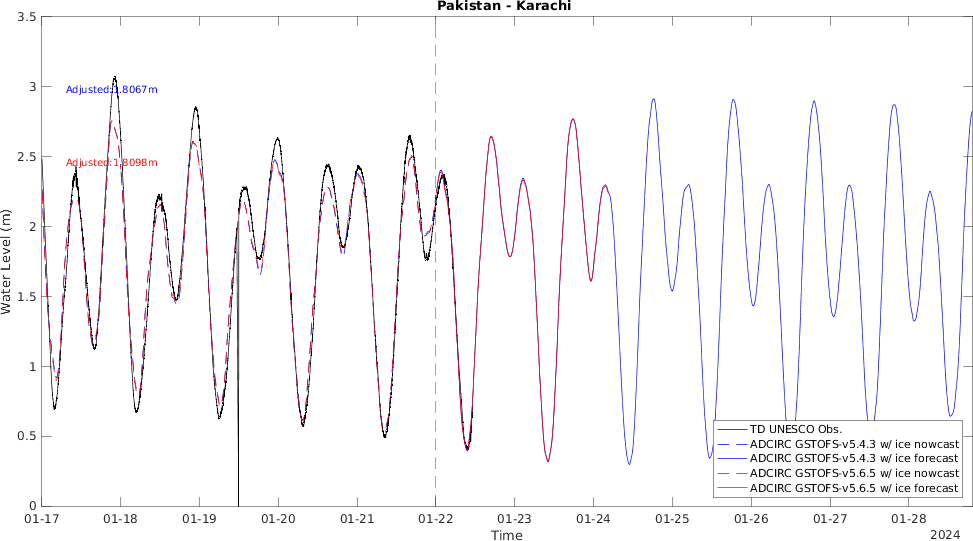 Pakistan - Karachi
3.5
3
2.5
2
1.5
1
0.5
0
Water Level (m)
Adjusted:1.8067m
Adjusted:1.8098m
TD UNESCO Obs.
ADCIRC GSTOFS-v5.4.3 w/ ice nowcast
ADCIRC GSTOFS-v5.4.3 w/ ice forecast
ADCIRC GSTOFS-v5.6.5 w/ ice nowcast
ADCIRC GSTOFS-v5.6.5 w/ ice forecast
01-17 01-18 01-19 01-20 01-21 01-22 01-23 01-24 01-25 01-26 01-27 01-28
Time
2024